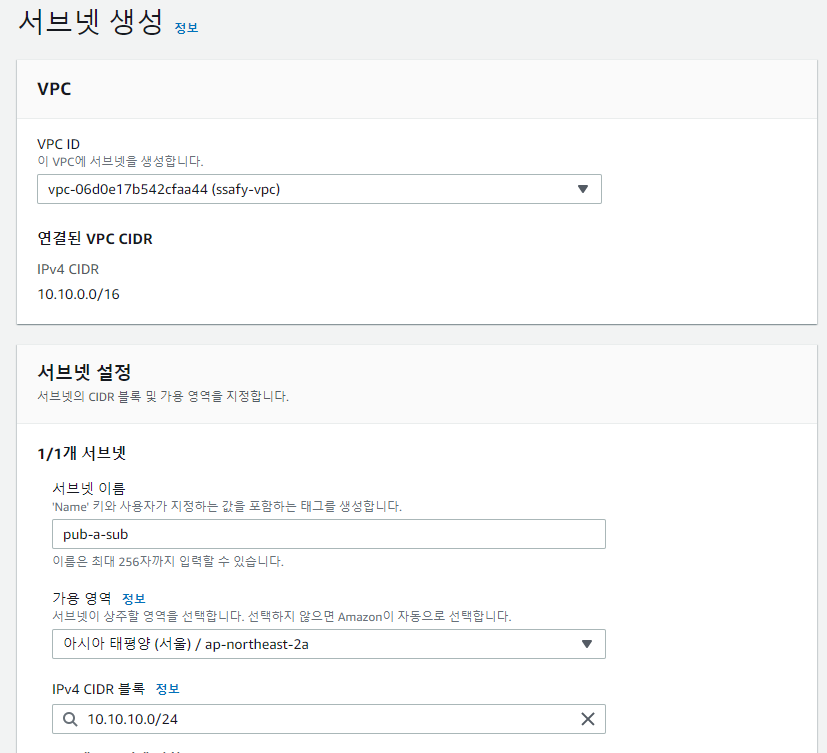 서브넷 생성 정보
VPC
VPC ID
이 VPC에 서브넷을 생성합니다.
vpc-06d0e17b542cfaa44 (ssafy-vpc)
연결된 VPC CIDR
IPv4 CIDR
10.10.0.0/16
서브넷 설정
서브넷의 CIDR 블록 및 가용 영역을 지정합니다.
1/1개 서브넷
서브넷 이름
'Name' 키와 사용자가 지정하는 값을 포함하는 태그를 생성합니다.
pub-a-sub
이름은 최대 256자까지 입력할 수 있습니다.
가용 영역 정보
서브넷이 상주할 영역을 선택합니다. 선택하지 않으면 Amazon이 자동으로 선택합니다.
아시아 태평양 (서울) / ap-northeast-2a
IPv4 CIDR 블록 정보
10.10.10.0/24